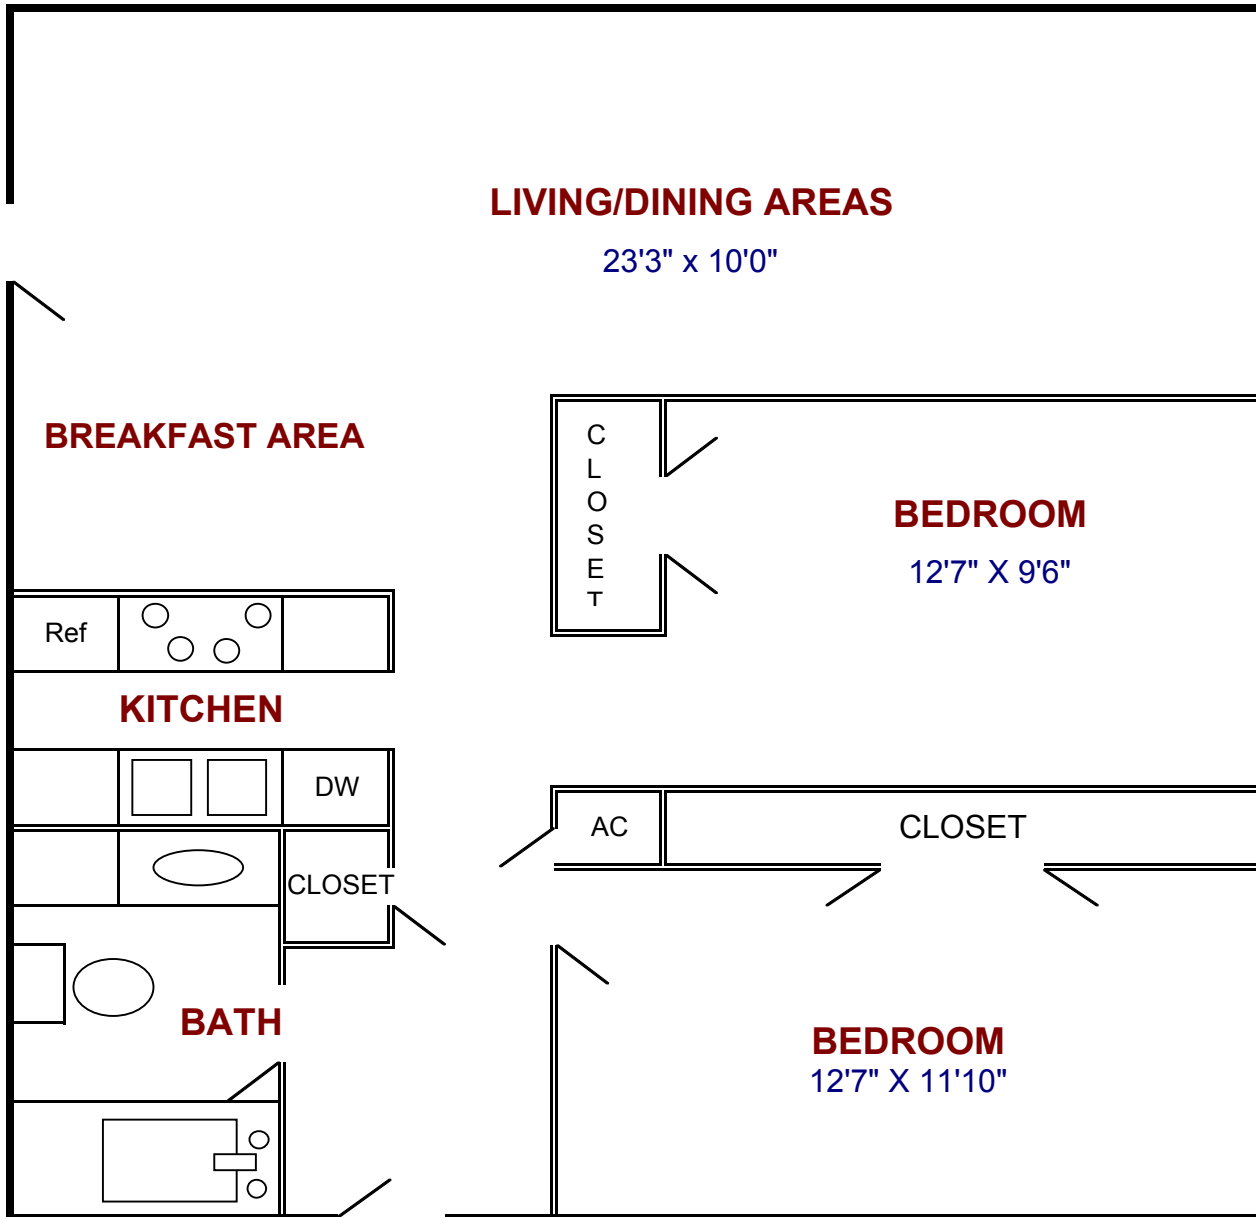 LIVING/DINING AREAS
23'3" x 10'0"
BREAKFAST AREA
C
L
O
S
E
T
BEDROOM
12'7" X 9'6"
Ref
KITCHEN
DW
AC
CLOSET
CLOSET
BATH
BEDROOM
12'7" X 11'10"